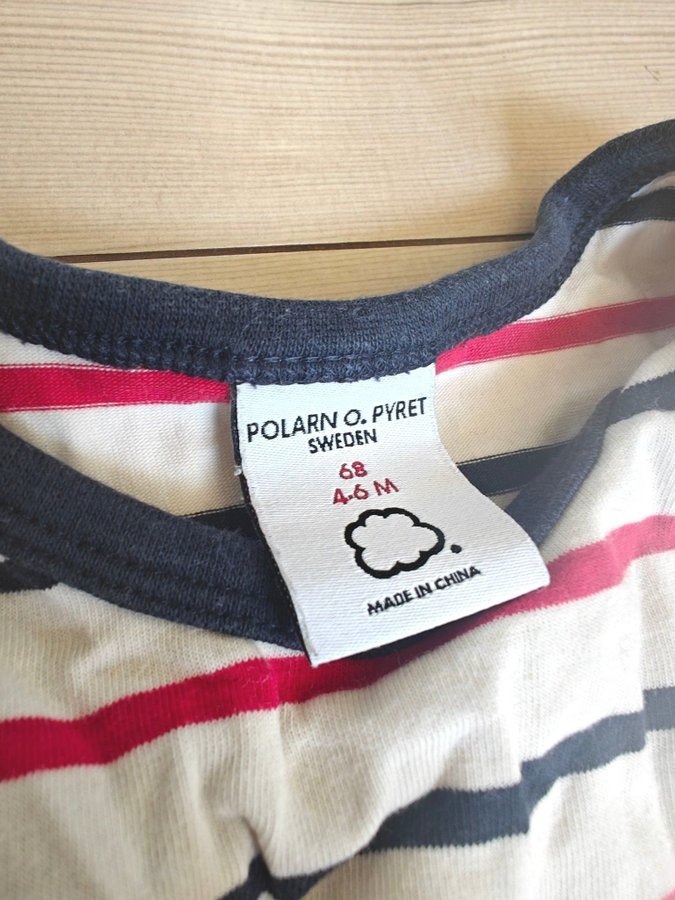 POLARN O. PYRET
SWEDEN
68
4-6 M
MADE IN CHINA